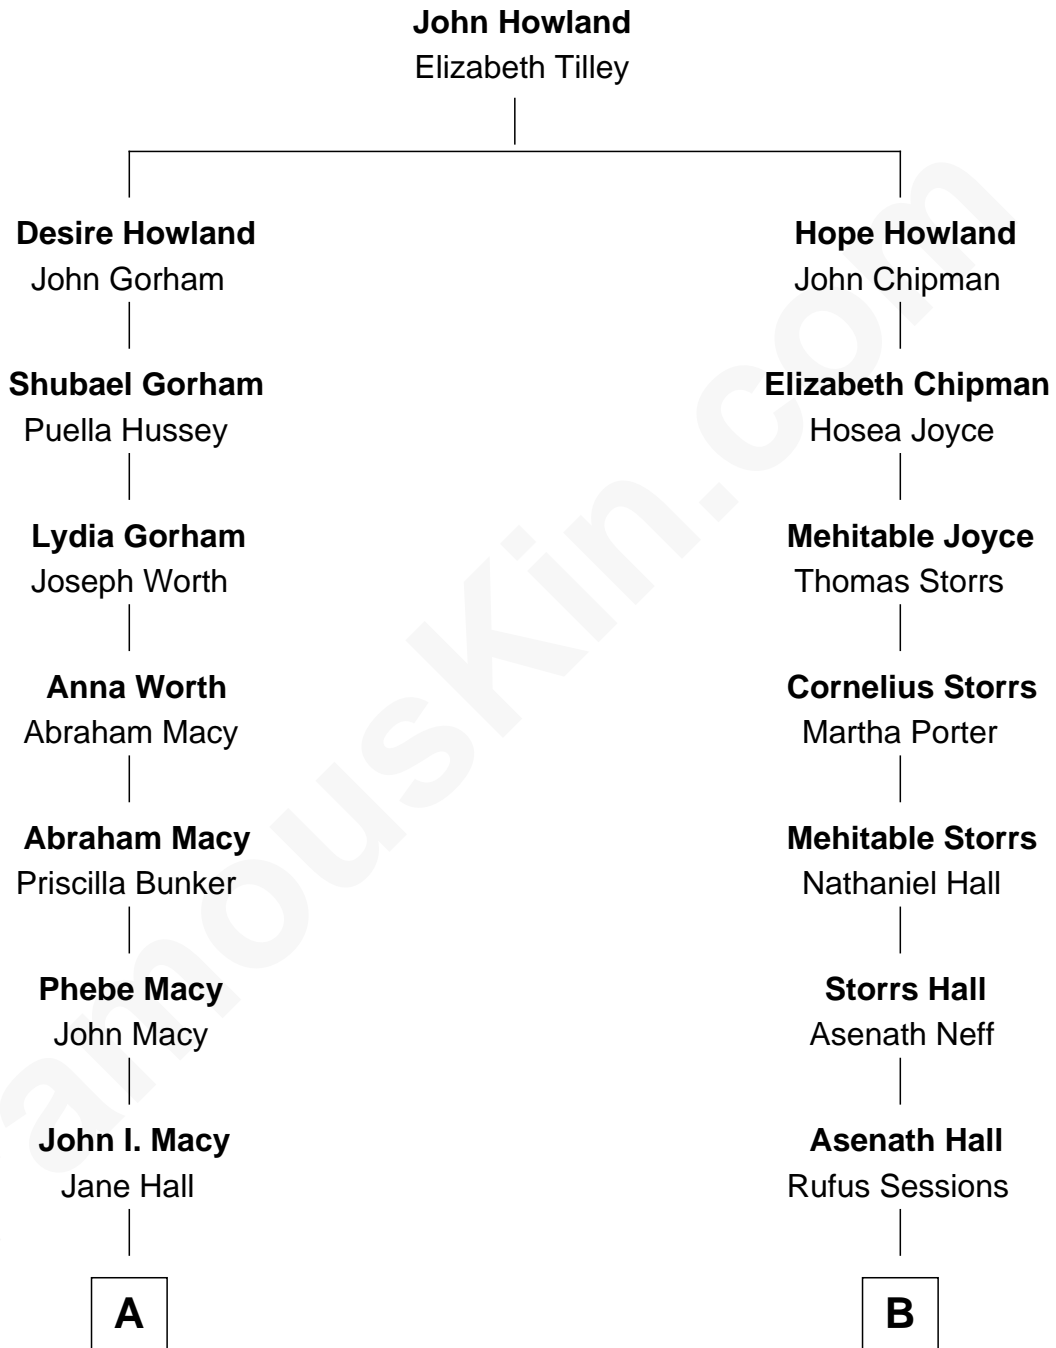 John Howland
Elizabeth Tilley
Desire Howland
John Gorham
Hope Howland
John Chipman
Shubael Gorham
Puella Hussey
Elizabeth Chipman
Hosea Joyce
Lydia Gorham
Joseph Worth
Mehitable Joyce
Thomas Storrs
Anna Worth
Abraham Macy
Cornelius Storrs
Martha Porter
Abraham Macy
Priscilla Bunker
Mehitable Storrs
Nathaniel Hall
Phebe Macy
John Macy
Storrs Hall
Asenath Neff
John I. Macy
Jane Hall
Asenath Hall
Rufus Sessions
A
B
amousKin.com